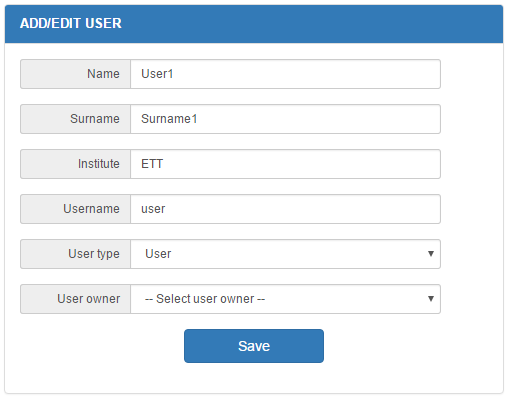 ADD/EDIT USER
Name User1
Surname Surname1
Institute ETT
Username user
User type User
User owner -- Select user owner --
Save